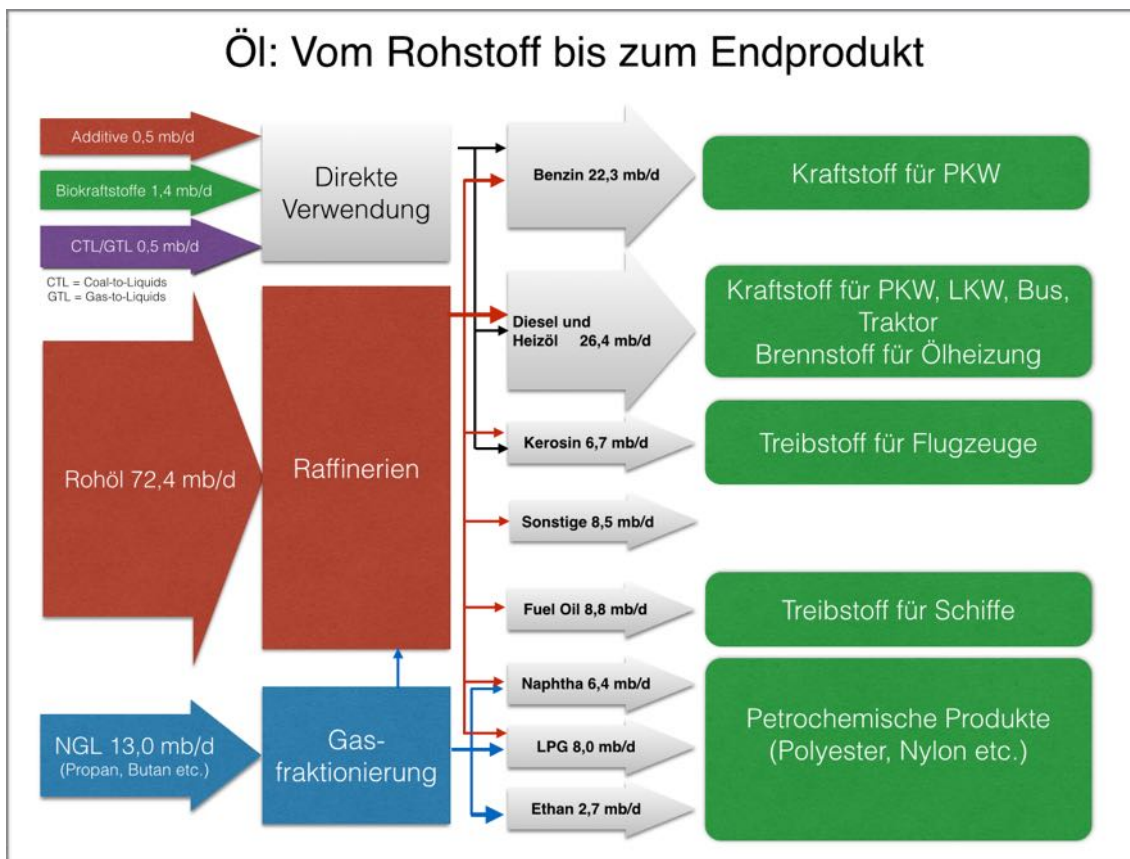 Öl: Vom Rohstoff bis zum Endprodukt
Additive 0,5 mb/d
Biokraftstoffe 1,4 mb/d
CTL/GTL 0,5 mb/d
CTL = Coal-to-Liquids
GTL = Gas-to-Liquids
Direkte
Verwendung
Rohöl 72,4 mb/d
Raffinerien
NGL 13,0 mb/d
(Propan, Butan etc.)
Gas-
fraktionierung
Benzin 22,3 mb/d
Kraftstoff für PKW
Diesel und
Heizöl 26,4 mb/d
Kraftstoff für PKW, LKW, Bus,
Traktor
Brennstoff für Ölheizung
Kerosin 6,7 mb/d
Treibstoff für Flugzeuge
Sonstige 8,5 mb/d
Fuel Oil 8,8 mb/d
Treibstoff für Schiffe
Naphtha 6,4 mb/d
LPG 8,0 mb/d
Ethan 2,7 mb/d
Petrochemische Produkte
(Polyester, Nylon etc.)